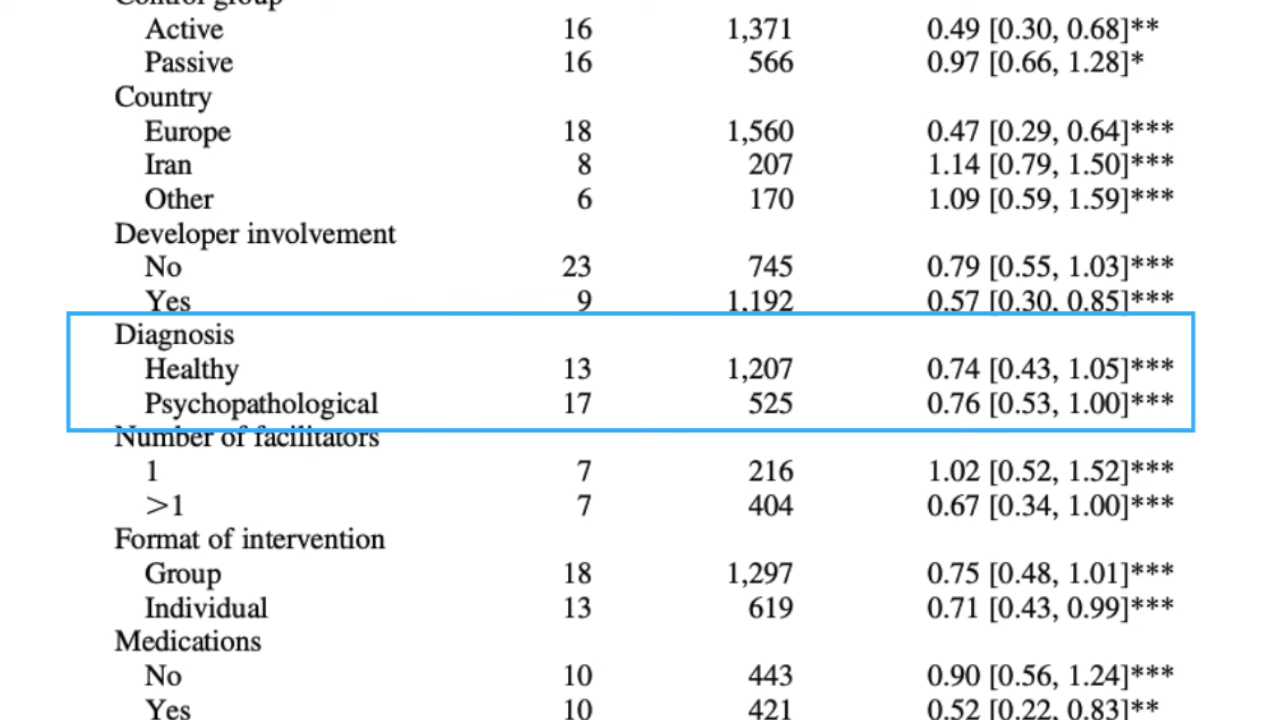 Control group
Active 16 1,371 0.49 [0.30, 0.68]**
Passive 16 566 0.97 [0.66, 1.28]*
Country
Europe 18 1,560 0.47 [0.29, 0.64]***
Iran 8 207 1.14 [0.79, 1.50]***
Other 6 170 1.09 [0.59, 1.59]***
Developer involvement
No 23 745 0.79 [0.55, 1.03]***
Yes 9 1,192 0.57 [0.30, 0.85]***
Diagnosis
Healthy 13 1,207 0.74 [0.43, 1.05]***
Psychopathological 17 525 0.76 [0.53, 1.00]***
Number of facilitators
1 7 216 1.02 [0.52, 1.52]***
>1 7 404 0.67 [0.34, 1.00]***
Format of intervention
Group 18 1,297 0.75 [0.48, 1.01]***
Individual 13 619 0.71 [0.43, 0.99]***
Medications
No 10 443 0.90 [0.56, 1.24]***
Yes 10 421 0.52 [0.22, 0.83]**